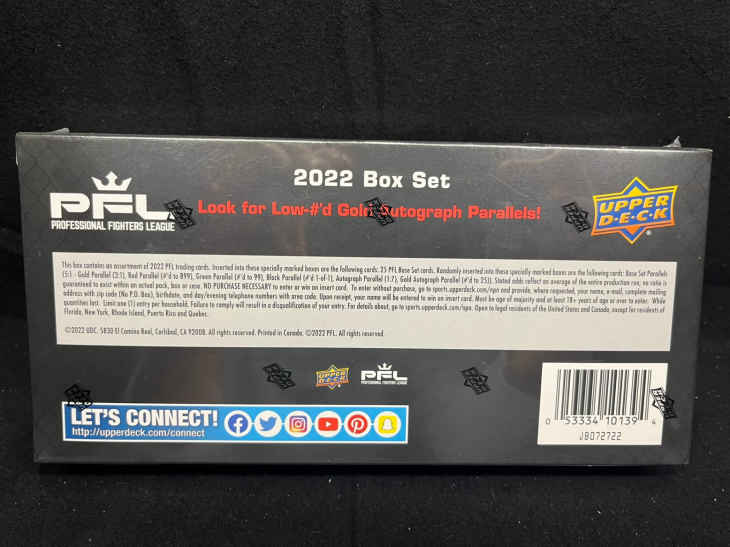 2022 Box Set
PFL
PROFESSIONAL FIGHTERS LEAGUE
Look for Low-#'d Gold Autograph Parallels!
UPPER
D·E·C·K
This box contains an assortment of 2022 PFL trading cards. Inserted into these specially marked boxes are the following cards: 25 PFL Base Set cards. Randomly inserted into these specially marked boxes are the following cards: Base Set Parallels
(5:1 - Gold Parallel (3:1), Red Parallel (#'d to 899), Green Parallel (#'d to 99), Black Parallel (#'d 1-of-1), Autograph Parallel (1:7), Gold Autograph Parallel (#'d to 25)). Stated odds reflect an average of the entire production run; no ratio is
guaranteed to exist within an actual pack, box or case. NO PURCHASE NECESSARY to enter or win an insert card. To enter without purchase, go to sports.upperdeck.com/npn and provide, where requested, your name, e-mail, complete mailing
address with zip code (No P.O. Box), birthdate, and day/evening telephone numbers with area code. Upon receipt, your name will be entered to win an insert card. Must be age of majority and at least 18+ years of age or over to enter. While
quantities last. Limit one (1) entry per household. Failure to comply will result in a disqualification of your entry. For details about, go to sports.upperdeck.com/npn. Open to legal residents of the United States and Canada, except for residents of
Florida, New York, Rhode Island, Puerto Rico and Quebec.
©2022 UDC. 5830 El Camino Real, Carlsbad, CA 92008. All rights reserved. Printed in Canada. ©2022 PFL. All rights reserved.
UPPER
D·E·C·K
PFL
PROFESSIONAL FIGHTERS LEAGUE
LET'S CONNECT!
http://upperdeck.com/connect
0 53334 10139 4
JB072722